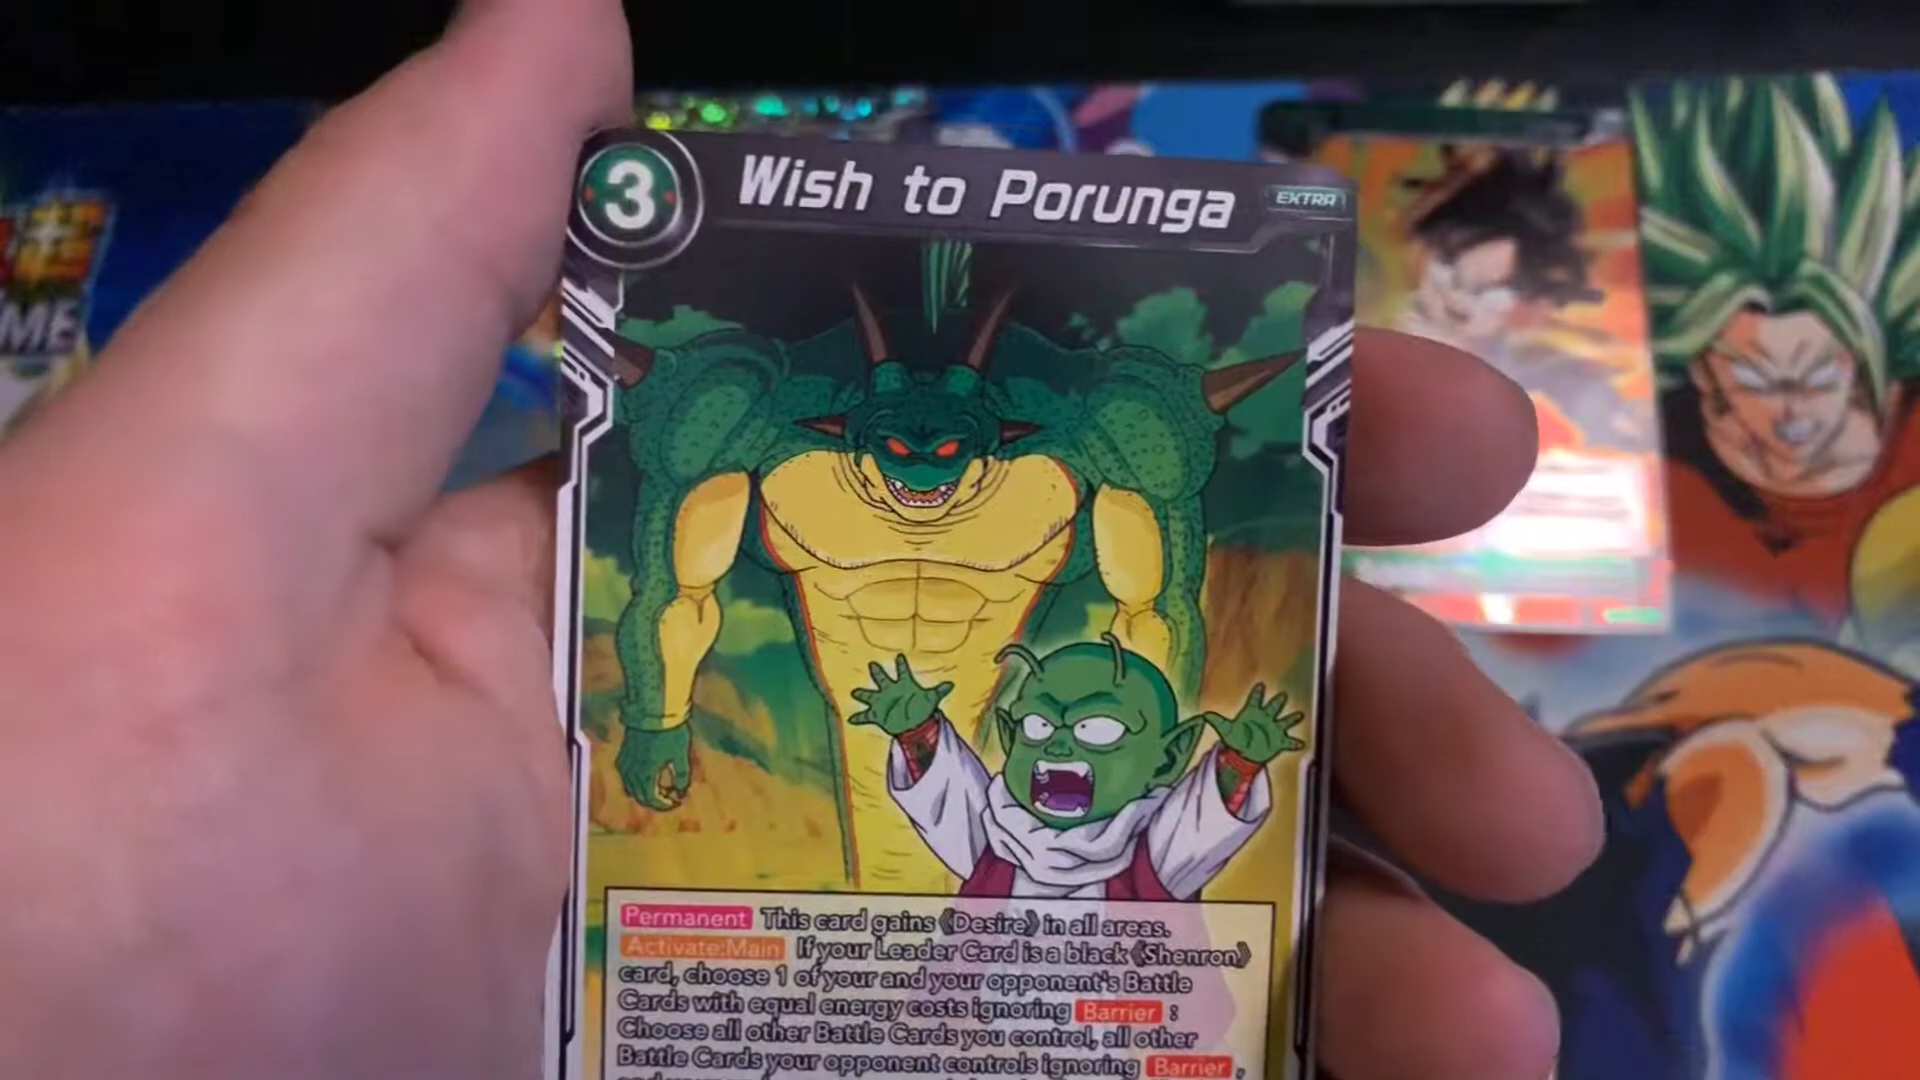 3
Wish to Porunga
EXTRA
ME
Permanent This card gains《Desire》in all areas.
Activate:Main If your Leader Card is a black《Shenron》
card, choose 1 of your and your opponent's Battle
Cards with equal energy costs ignoring Barrier :
Choose all other Battle Cards you control, all other
Battle Cards your opponent controls ignoring Barrier ,